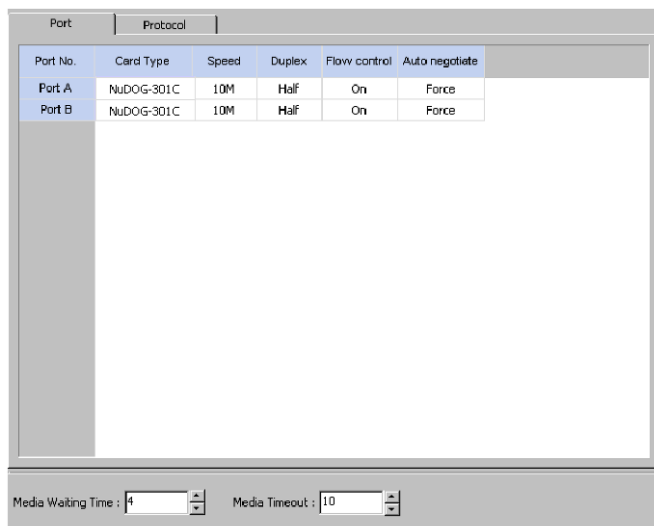 Port Protocol
Port No. Card Type Speed Duplex Flow control Auto negotiate
Port A NuDOG-301C 10M Half On Force
Port B NuDOG-301C 10M Half On Force
Media Waiting Time : 4 Media Timeout : 10